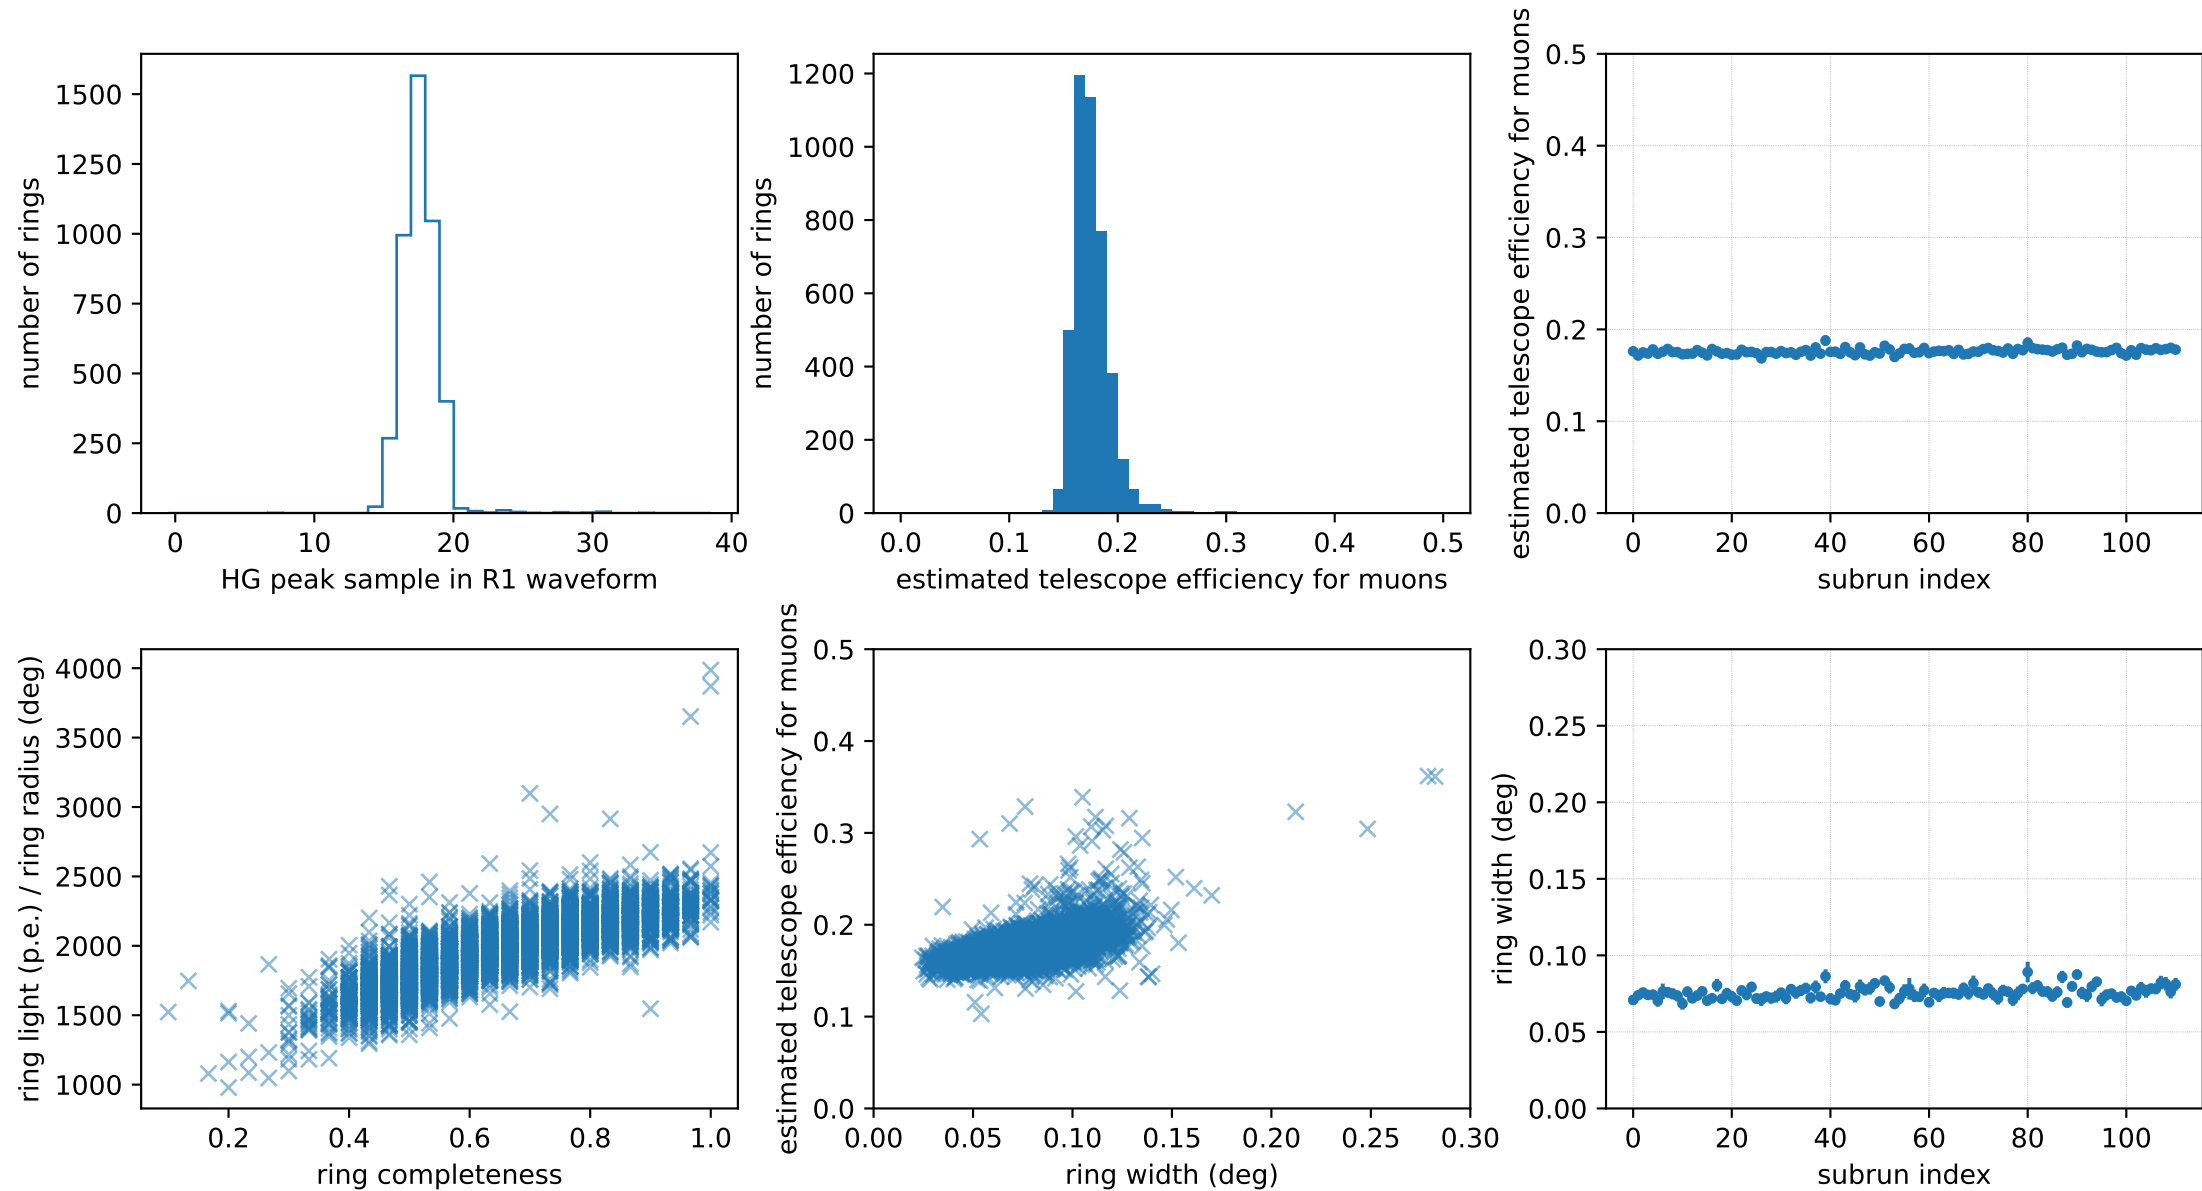 number of rings
1500
1250
1000
750
500
250
0
0 10 20 30 40
HG peak sample in R1 waveform
number of rings
1200
1000
800
600
400
200
0
0.0 0.1 0.2 0.3 0.4 0.5
estimated telescope efficiency for muons
estimated telescope efficiency for muons
0.5
0.4
0.3
0.2
0.1
0.0
0 20 40 60 80 100
subrun index
ring light (p.e.) / ring radius (deg)
4000
3500
3000
2500
2000
1500
1000
0.2 0.4 0.6 0.8 1.0
ring completeness
estimated telescope efficiency for muons
0.5
0.4
0.3
0.2
0.1
0.0
0.00 0.05 0.10 0.15 0.20 0.25 0.30
ring width (deg)
ring width (deg)
0.30
0.25
0.20
0.15
0.10
0.05
0.00
0 20 40 60 80 100
subrun index